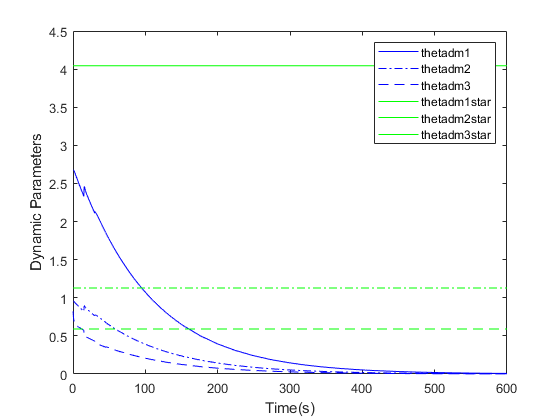 4.5
4
3.5
3
2.5
2
1.5
1
0.5
0
Dynamic Parameters
thetadm1
thetadm2
thetadm3
thetadm1star
thetadm2star
thetadm3star
0 100 200 300 400 500 600
Time(s)